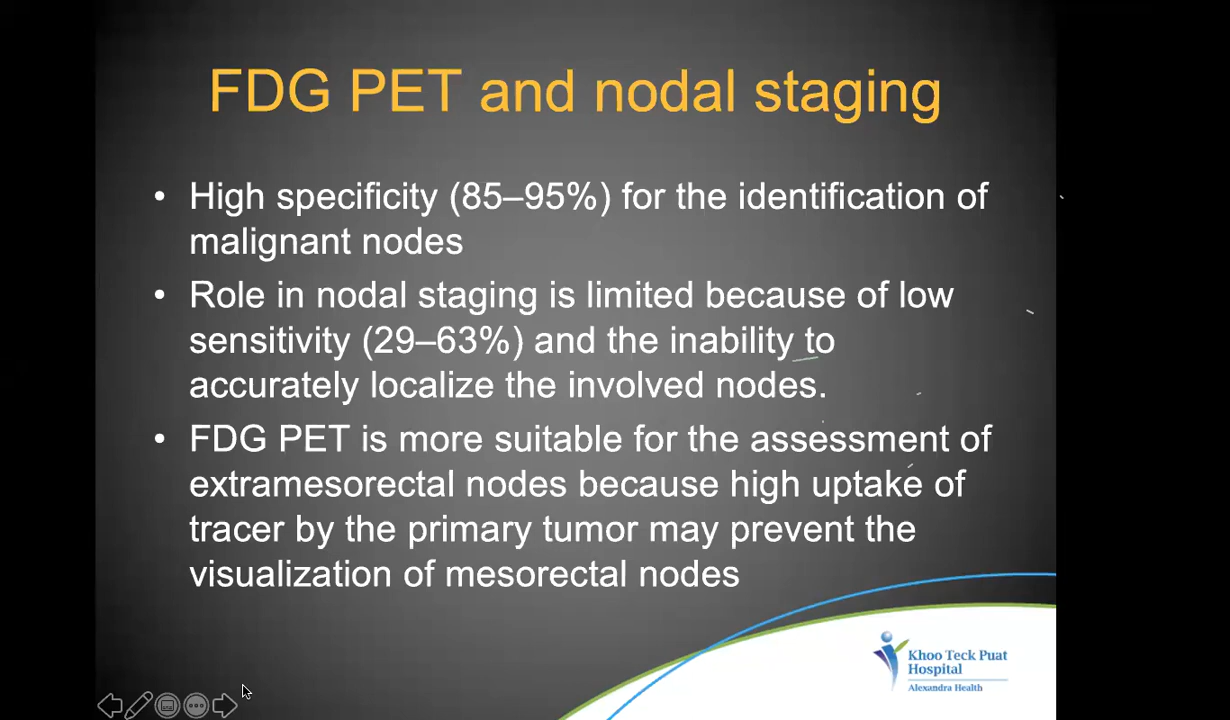 FDG PET and nodal staging
• High specificity (85–95%) for the identification of
malignant nodes
• Role in nodal staging is limited because of low
sensitivity (29–63%) and the inability to
accurately localize the involved nodes.
• FDG PET is more suitable for the assessment of
extramesorectal nodes because high uptake of
tracer by the primary tumor may prevent the
visualization of mesorectal nodes
Khoo Teck Puat
Hospital
Alexandra Health